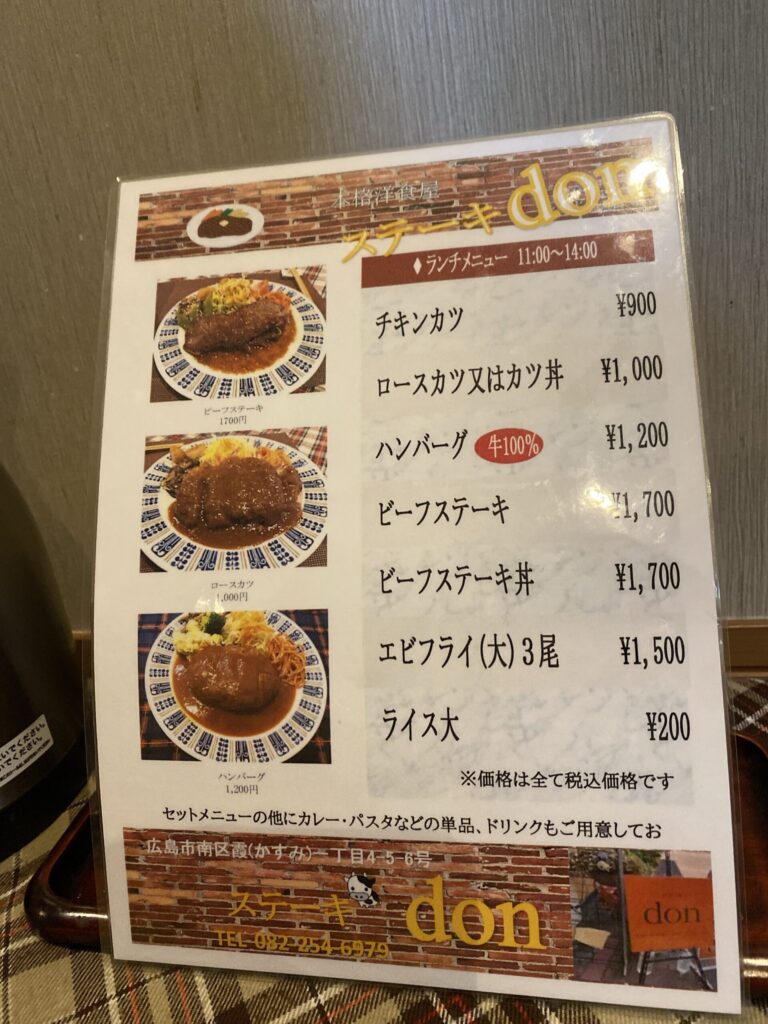 本格洋食屋
ステーキdon
♦ランチメニュー 11:00〜14:00
チキンカツ ¥900
ロースカツ又はカツ丼 ¥1,000
ハンバーグ 牛100% ¥1,200
ビーフステーキ ¥1,700
ビーフステーキ丼 ¥1,700
エビフライ(大)3尾 ¥1,500
ライス大 ¥200
※価格は全て税込価格です
ビーフステーキ
1700円
ロースカツ
1,000円
ハンバーグ
1,200円
セットメニューの他にカレー・パスタなどの単品、ドリンクもご用意してお
広島市南区霞(かすみ)一丁目4-5-6号
ステーキ don
TEL 082-254-6979
don